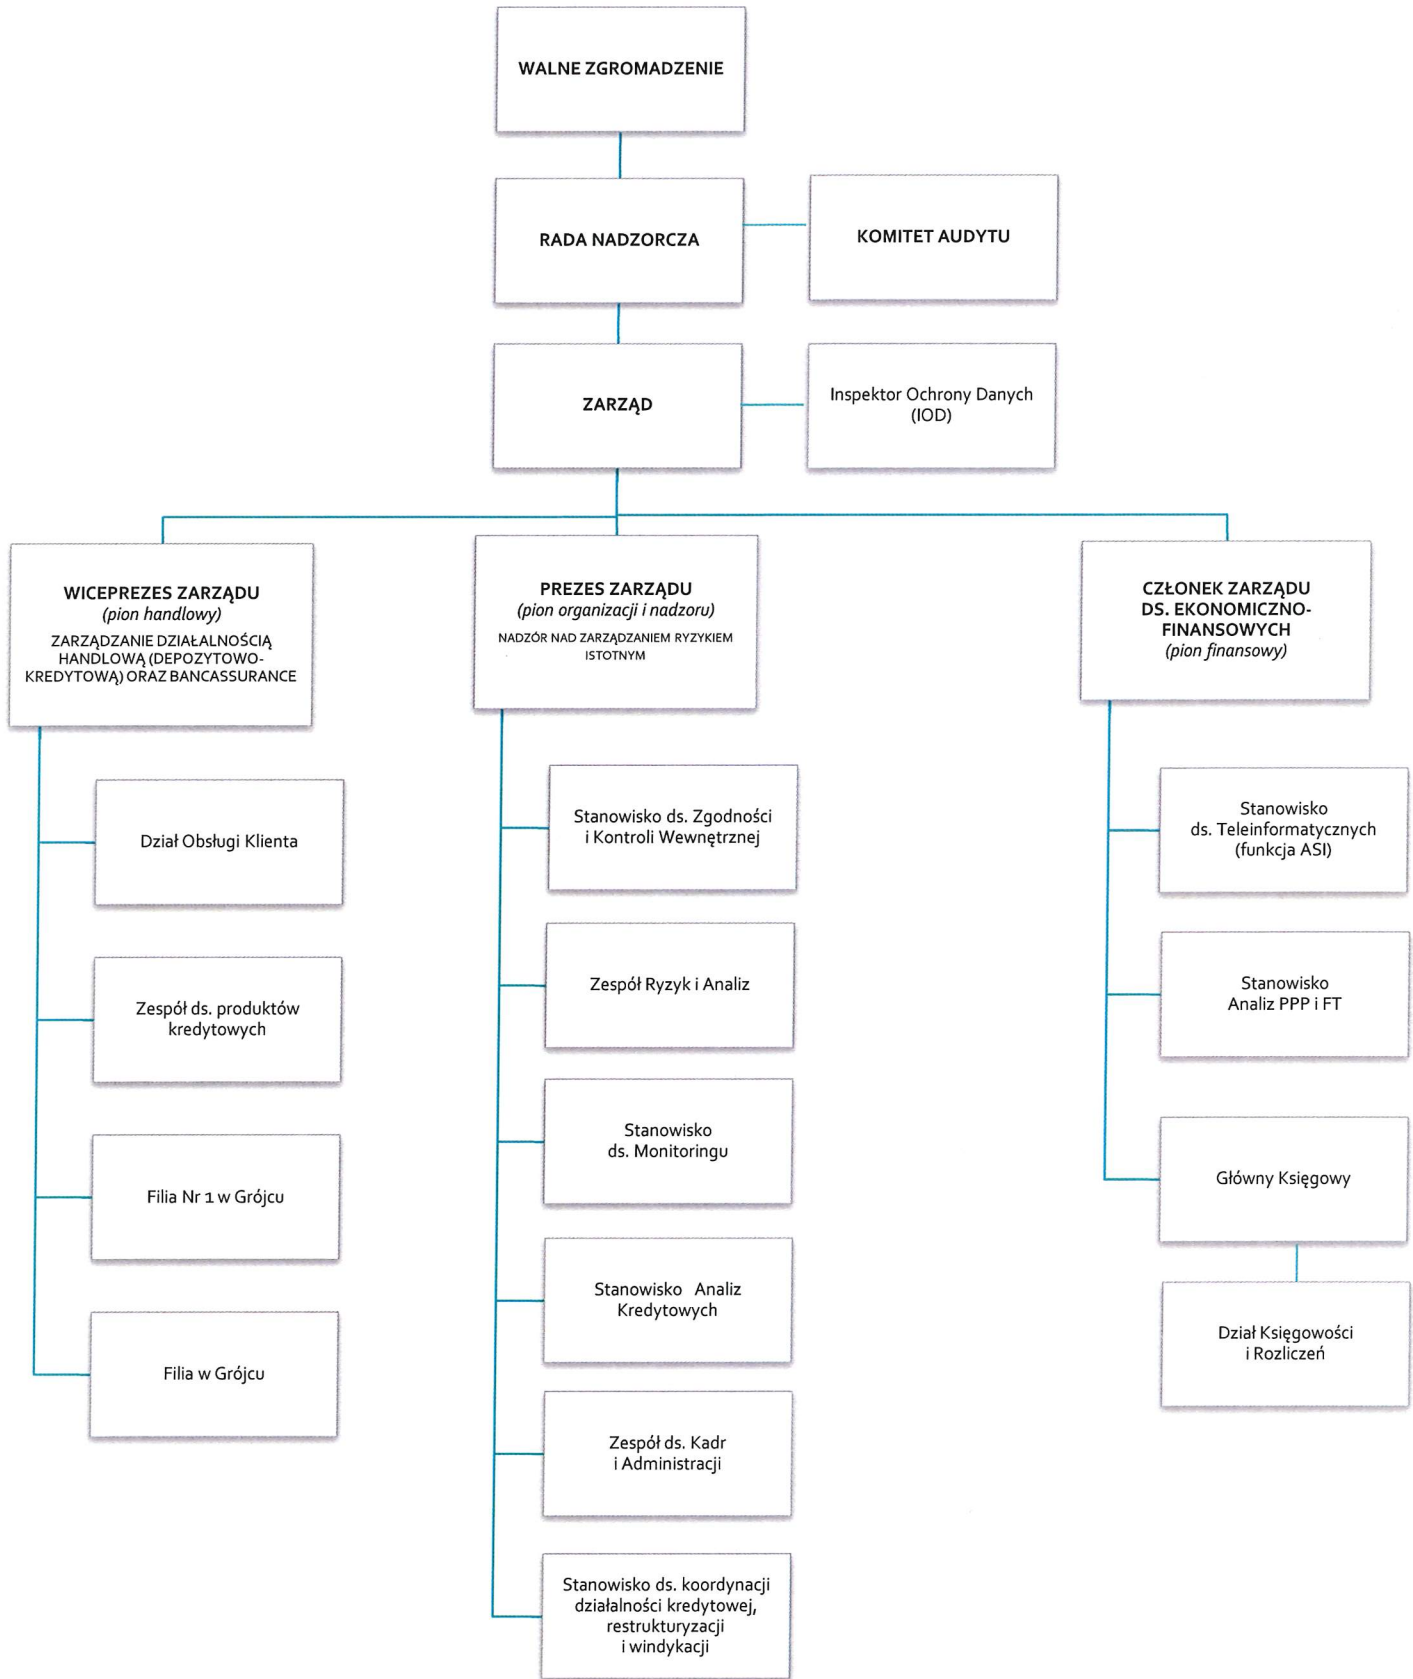 WALNE ZGROMADZENIE
RADA NADZORCZA
KOMITET AUDYTU
ZARZĄD
Inspektor Ochrony Danych
(IOD)
WICEPREZES ZARZĄDU
(pion handlowy)
ZARZĄDZANIE DZIAŁALNOŚCIĄ
HANDLOWĄ (DEPOZYTOWO-
KREDYTOWĄ) ORAZ BANCASSURANCE
Dział Obsługi Klienta
Zespół ds. produktów
kredytowych
Filia Nr 1 w Grójcu
Filia w Grójcu
PREZES ZARZĄDU
(pion organizacji i nadzoru)
NADZÓR NAD ZARZĄDZANIEM RYZYKIEM
ISTOTNYM
Stanowisko ds. Zgodności
i Kontroli Wewnętrznej
Zespół Ryzyk i Analiz
Stanowisko
ds. Monitoringu
Stanowisko Analiz
Kredytowych
Zespół ds. Kadr
i Administracji
Stanowisko ds. koordynacji
działalności kredytowej,
restrukturyzacji
i windykacji
CZŁONEK ZARZĄDU
DS. EKONOMICZNO-
FINANSOWYCH
(pion finansowy)
Stanowisko
ds. Teleinformatycznych
(funkcja ASI)
Stanowisko
Analiz PPP i FT
Główny Księgowy
Dział Księgowości
i Rozliczeń